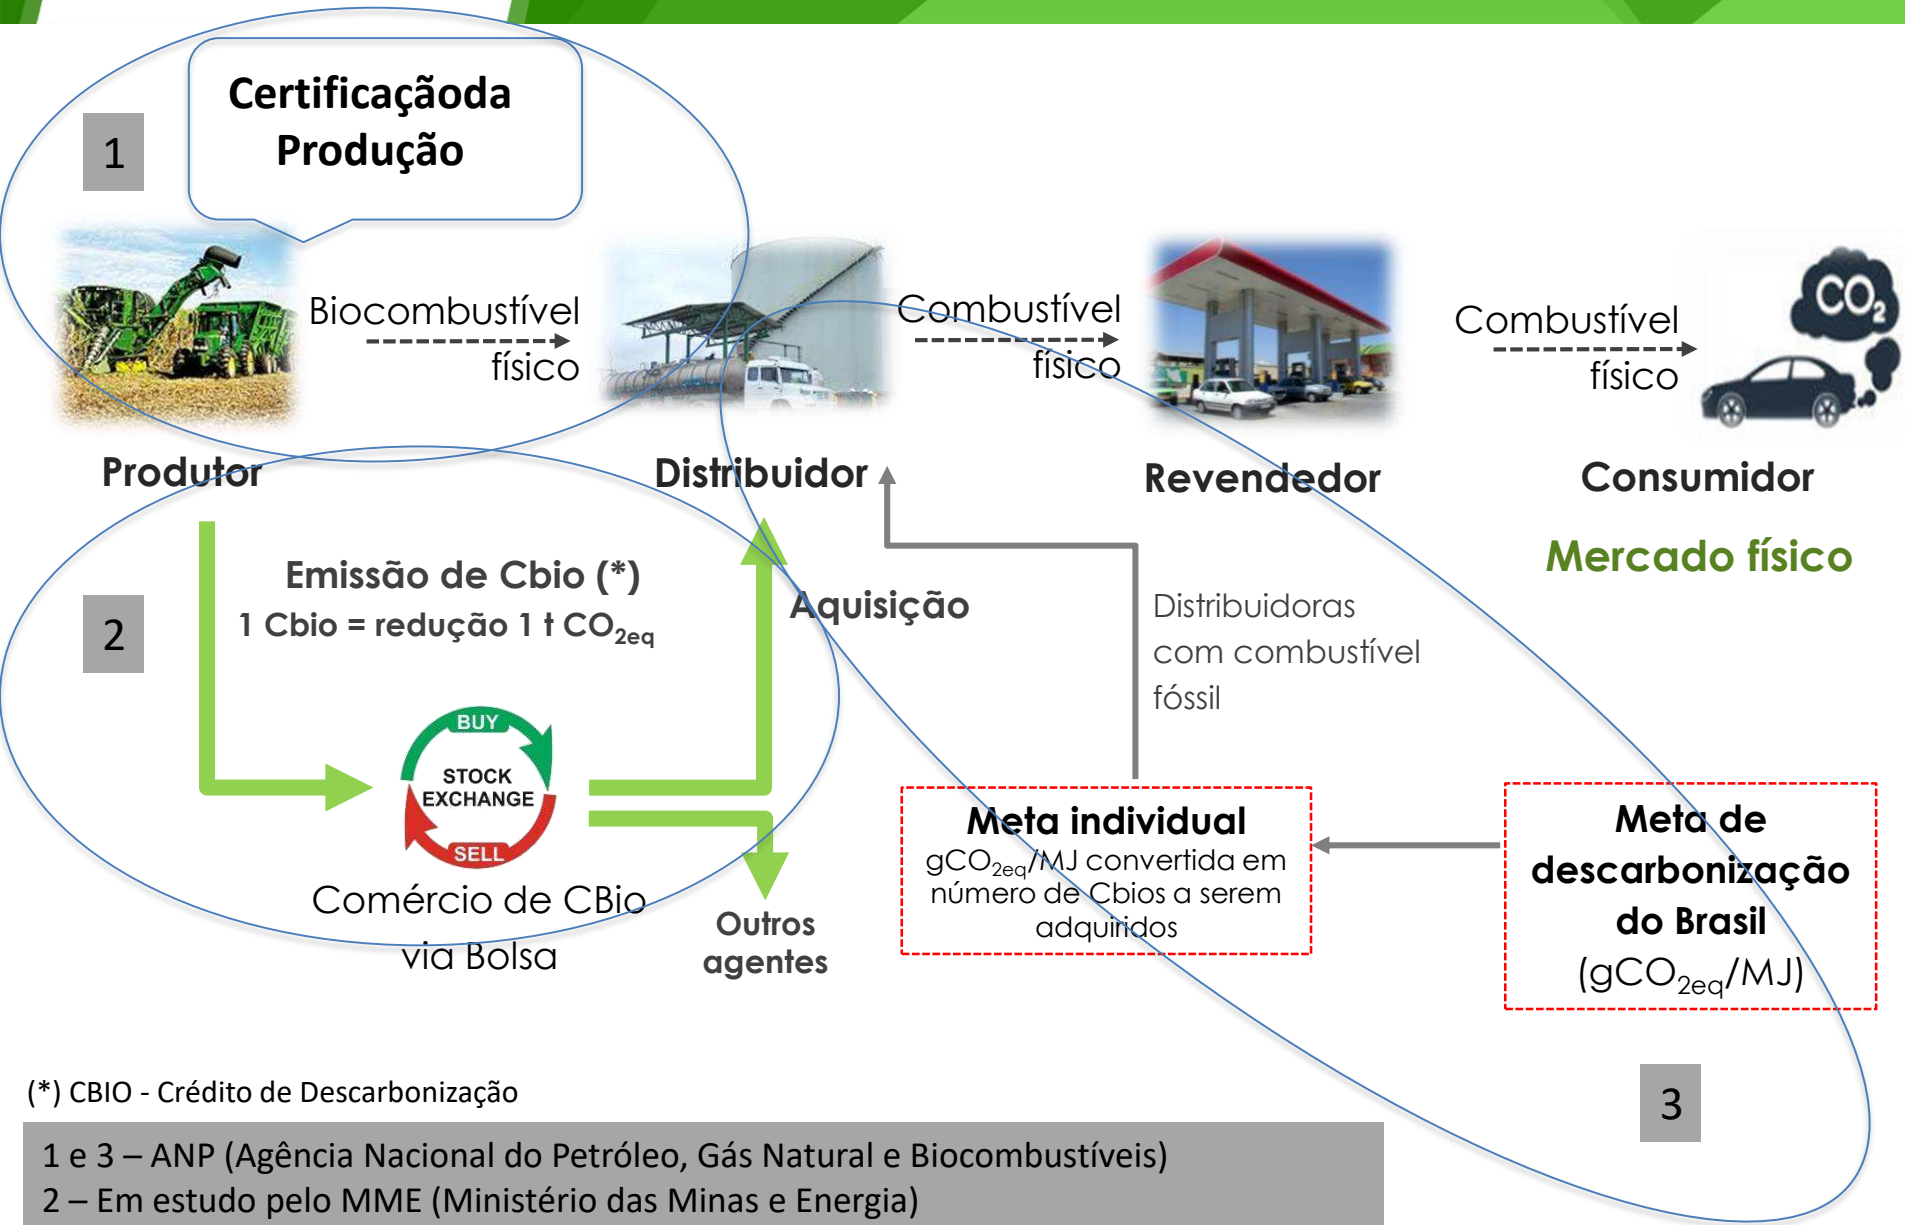 1
Certificaçãoda
Produção
Biocombustível
físico
Combustível
físico
Combustível
físico
CO2
Produtor
Distribuidor
Revendedor
Consumidor
Mercado físico
2
Emissão de Cbio (*)
1 Cbio = redução 1 t CO2eq
Aquisição
Distribuidoras
com combustível
fóssil
BUY
STOCK
EXCHANGE
SELL
Comércio de CBio
via Bolsa
Outros
agentes
Meta individual
gCO2eq/MJ convertida em
número de Cbios a serem
adquiridos
Meta de
descarbonização
do Brasil
(gCO2eq/MJ)
3
(*) CBIO - Crédito de Descarbonização
1 e 3 – ANP (Agência Nacional do Petróleo, Gás Natural e Biocombustíveis)
2 – Em estudo pelo MME (Ministério das Minas e Energia)